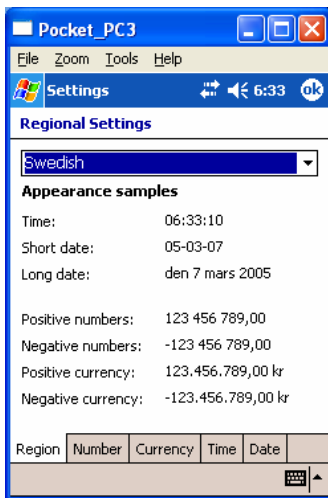 Pocket_PC3
File Zoom Tools Help
Settings 6:33 ok
Regional Settings
Swedish
Appearance samples
Time: 06:33:10
Short date: 05-03-07
Long date: den 7 mars 2005
Positive numbers: 123 456 789,00
Negative numbers: -123 456 789,00
Positive currency: 123.456.789,00 kr
Negative currency: -123.456.789,00 kr
Region Number Currency Time Date